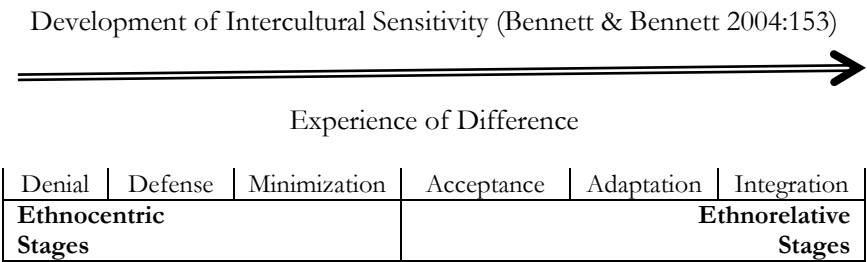 Development of Intercultural Sensitivity (Bennett & Bennett 2004:153)
Experience of Difference
Denial Defense Minimization Acceptance Adaptation Integration
Ethnocentric Ethnorelative
Stages Stages